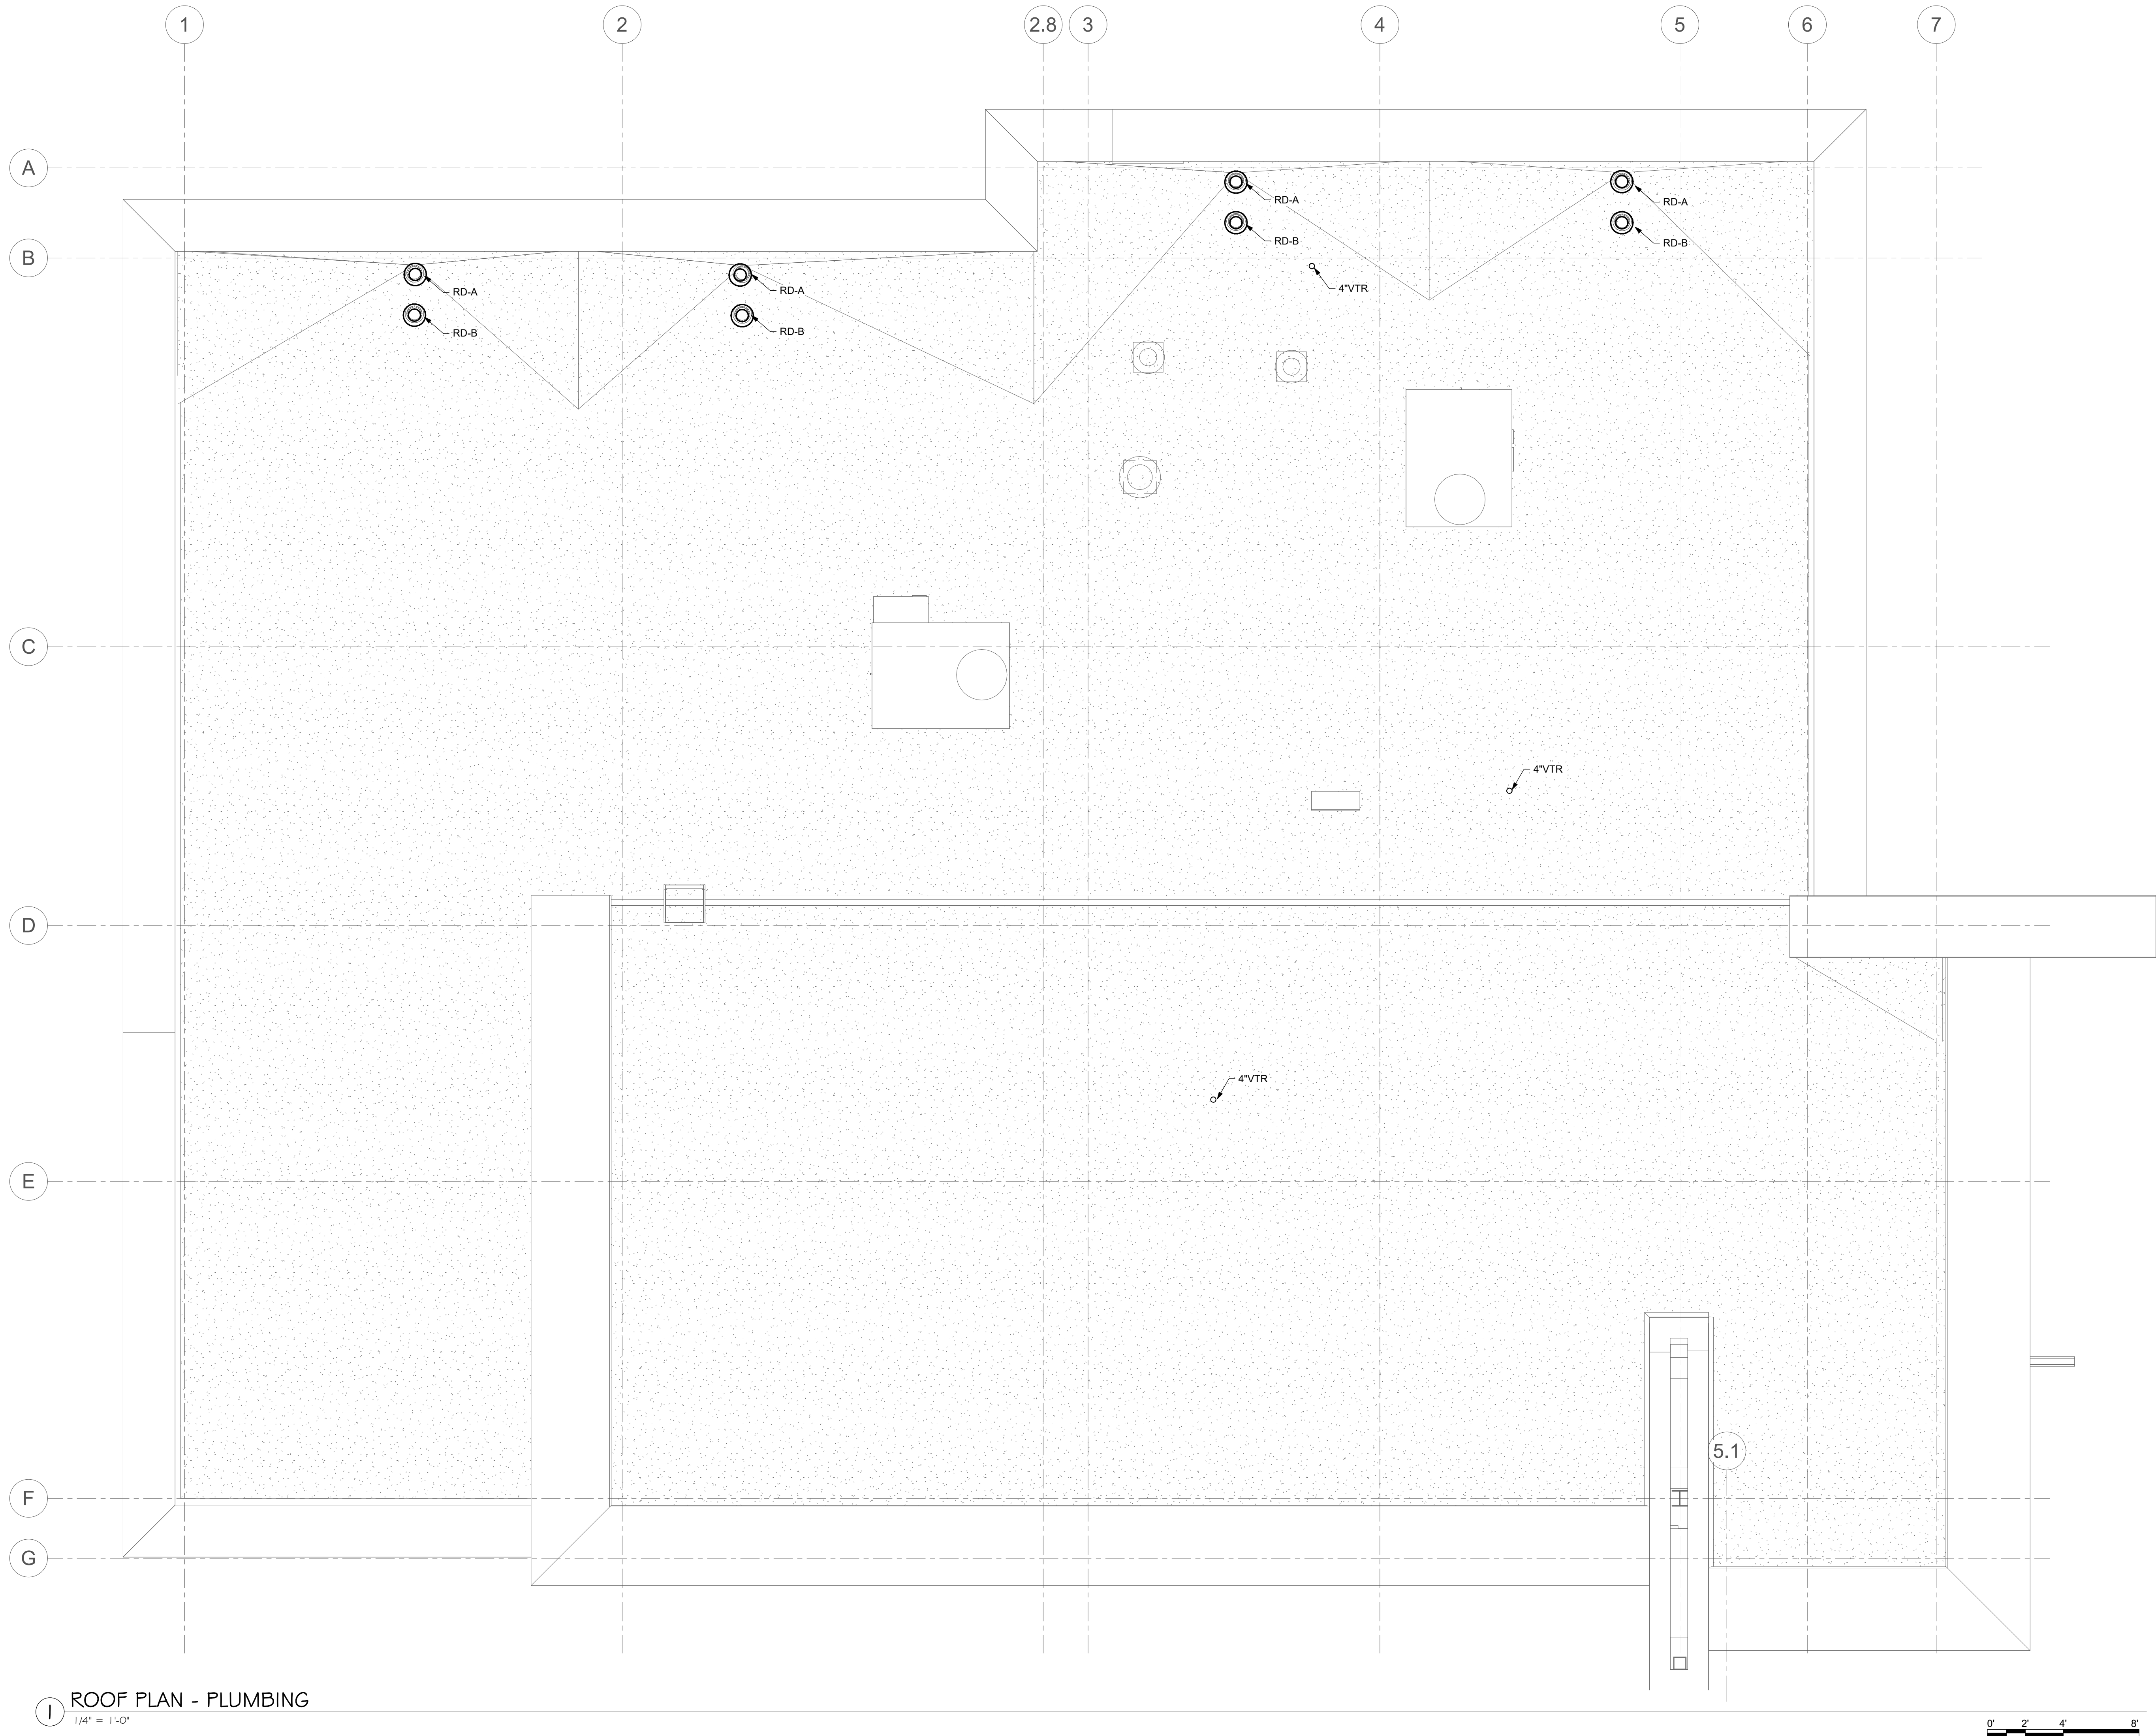 1
2
2.8
3
4
5
6
7
A
RD-A
RD-A
RD-B
RD-B
B
4"VTR
RD-A
RD-A
RD-B
RD-B
C
4"VTR
D
4"VTR
E
5.1
F
G
1
ROOF PLAN - PLUMBING
1/4" = 1'-0"
0' 2' 4' 8'